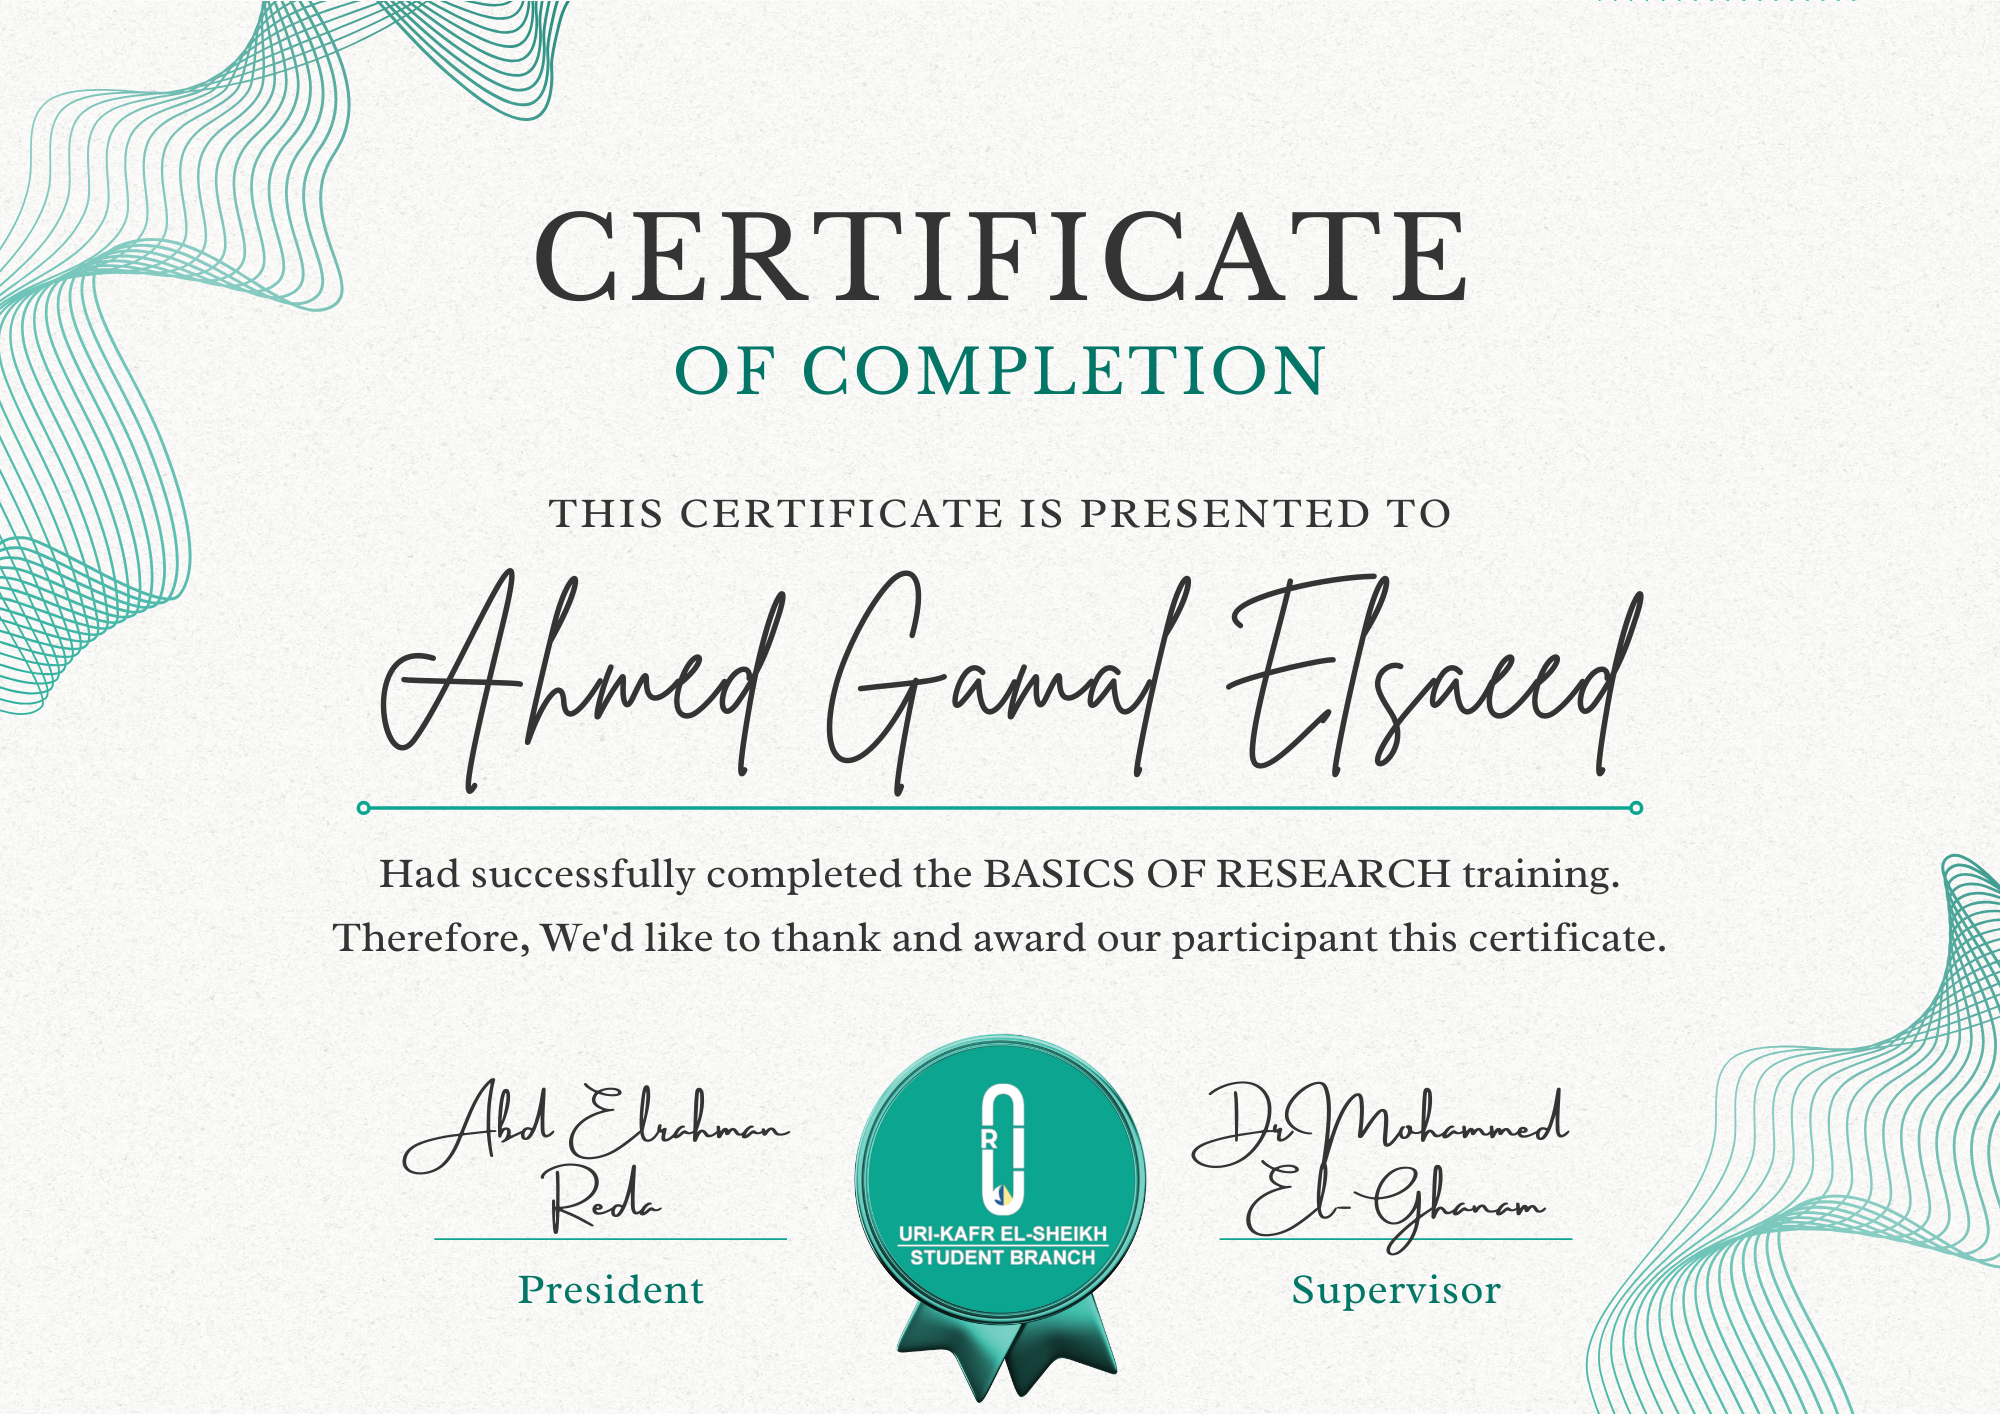 CERTIFICATE
OF COMPLETION
THIS CERTIFICATE IS PRESENTED TO
Ahmed Gamal Elsaeed
Had successfully completed the BASICS OF RESEARCH training.
Therefore, We'd like to thank and award our participant this certificate.
Abd Elrahman
Reda
President
R
URI-KAFR EL-SHEIKH
STUDENT BRANCH
Dr Mohammed
El-Ghanam
Supervisor